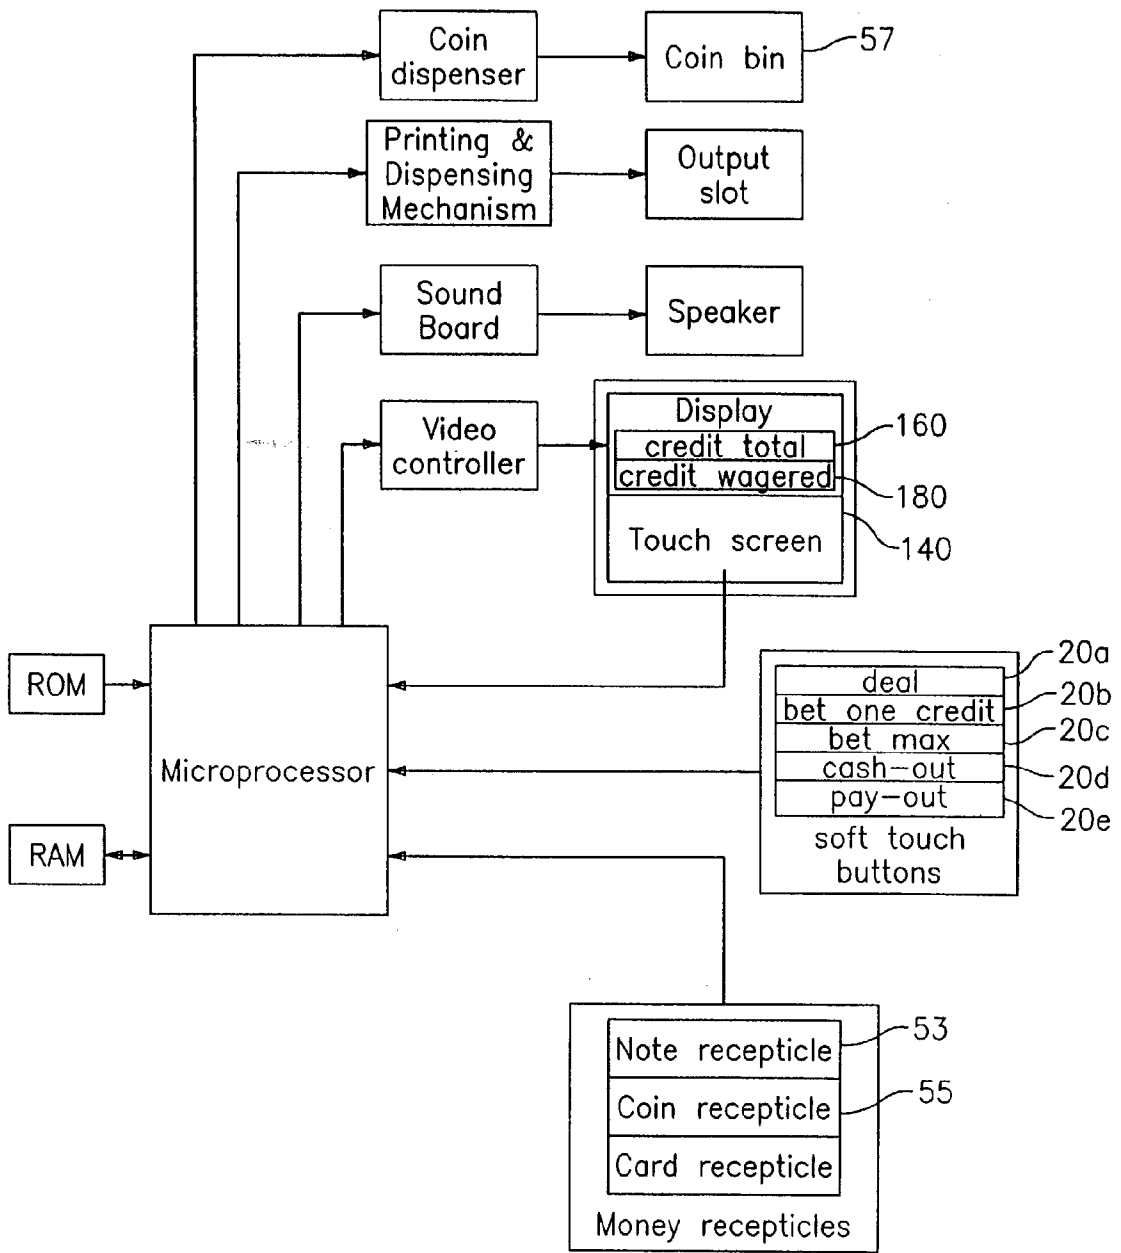 Coin
dispenser
Coin bin
57
Printing &
Dispensing
Mechanism
Output
slot
Sound
Board
Speaker
Video
controller
Display
credit total
credit wagered
Touch screen
160
180
140
ROM
RAM
Microprocessor
deal
bet one credit
bet max
cash-out
pay-out
soft touch
buttons
20a
20b
20c
20d
20e
Note recepticle
Coin recepticle
Card recepticle
Money recepticles
53
55